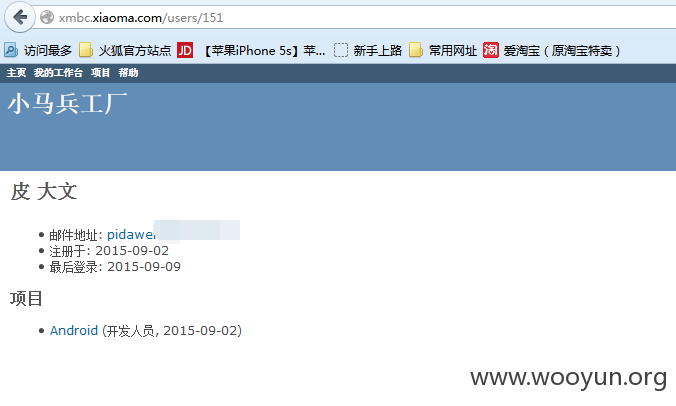 xmbc.xiaoma.com/users/151
访问最多 火狐官方站点 JD 【苹果iPhone 5s】苹... 新手上路 常用网址 淘 爱淘宝（原淘宝特卖）
主页 我的工作台 项目 帮助
小马兵工厂
皮 大文
邮件地址: pidawe
注册于: 2015-09-02
最后登录: 2015-09-09
项目
Android (开发人员, 2015-09-02)
www.wooyun.org